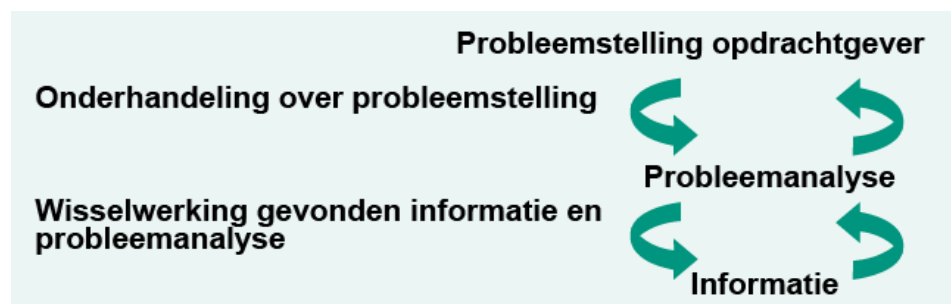 Probleemstelling opdrachtgever
Onderhandeling over probleemstelling
Probleemanalyse
Wisselwerking gevonden informatie en
probleemanalyse
Informatie